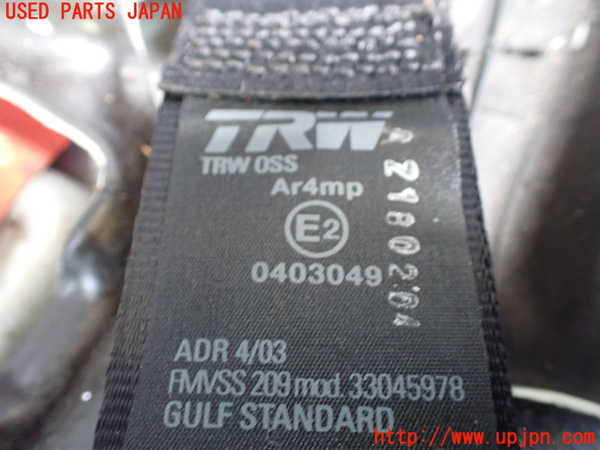 USED PARTS JAPAN
TRW
TRW OSS
Ar4mp
E2
0403049
ADR 4/03
FMVSS 209 mod. 33045978
GULF STANDARD
http://www.upjpn.com